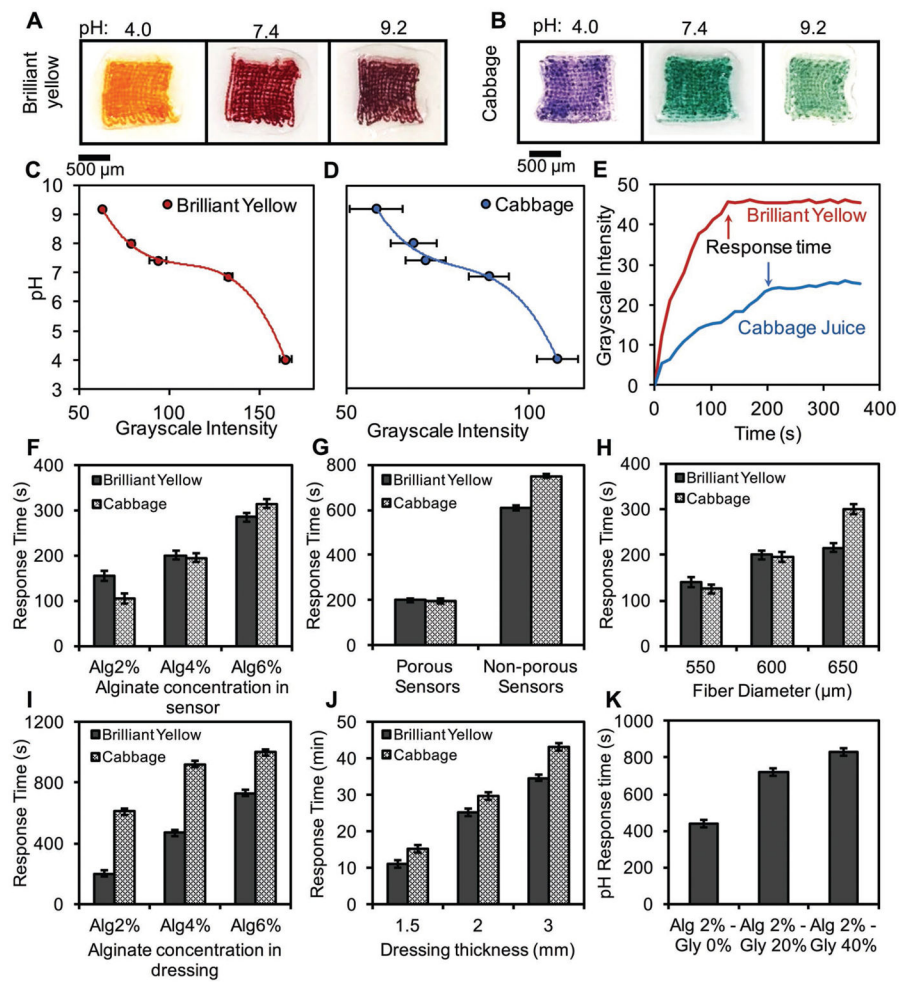 A
pH: 4.0 7.4 9.2
Brilliant
yellow
500 µm
B
pH: 4.0 7.4 9.2
Cabbage
500 µm
C
10
9
8
7
6
5
4
3
pH
Brilliant Yellow
50 100 150
Grayscale Intensity
D
Cabbage
50 100
Grayscale Intensity
E
50
40
30
20
10
0
Grayscale Intensity
Brilliant Yellow
Response time
Cabbage Juice
0 100 200 300 400
Time (s)
F
400
300
200
100
0
Response Time (s)
Brilliant Yellow
Cabbage
Alg2% Alg4% Alg6%
Alginate concentration in
sensor
G
800
600
400
200
0
Response Time (s)
Brilliant Yellow
Cabbage
Porous Non-porous
Sensors Sensors
H
400
300
200
100
0
Response Time (s)
Brilliant Yellow
Cabbage
550 600 650
Fiber Diameter (µm)
I
1200
800
400
0
Response Time (s)
Brilliant Yellow
Cabbage
Alg2% Alg4% Alg6%
Alginate concentration in
dressing
J
50
40
30
20
10
0
Response Time (min)
Brilliant Yellow
Cabbage
1.5 2 3
Dressing thickness (mm)
K
1000
800
600
400
200
0
pH Response time (s)
Alg 2% - Alg 2% - Alg 2% -
Gly 0% Gly 20% Gly 40%